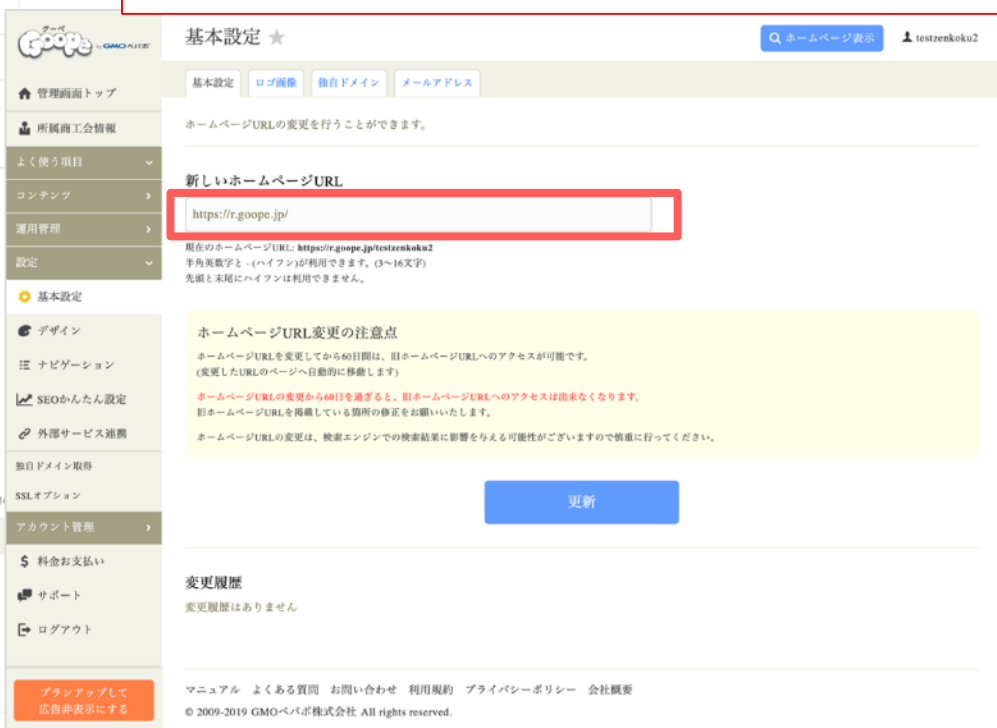 グーペ
Goope by GMOペパボ
基本設定 ★
ホームページ表示
testzenkoku2
基本設定
ロゴ画像
独自ドメイン
メールアドレス
管理画面トップ
所属商工会情報
よく使う項目
コンテンツ
運用管理
設定
基本設定
デザイン
ナビゲーション
SEOかんたん設定
外部サービス連携
独自ドメイン取得
SSLオプション
アカウント管理
料金お支払い
サポート
ログアウト
プランアップして
広告非表示にする
ホームページURLの変更を行うことができます。
新しいホームページURL
https://r.goope.jp/
現在のホームページURL: https://r.goope.jp/testzenkoku2
半角英数字と - (ハイフン)が利用できます。(3〜16文字)
先頭と末尾にハイフンは利用できません。
ホームページURL変更の注意点
ホームページURLを変更してから60日間は、旧ホームページURLへのアクセスが可能です。
(変更したURLのページへ自動的に移動します)
ホームページURLの変更から60日を過ぎると、旧ホームページURLへのアクセスは出来なくなります。
旧ホームページURLを掲載している箇所の修正をお願いいたします。
ホームページURLの変更は、検索エンジンでの検索結果に影響を与える可能性がございますので慎重に行ってください。
更新
変更履歴
変更履歴はありません
マニュアル よくある質問 お問い合わせ 利用規約 プライバシーポリシー 会社概要
© 2009-2019 GMOペパボ株式会社 All rights reserved.